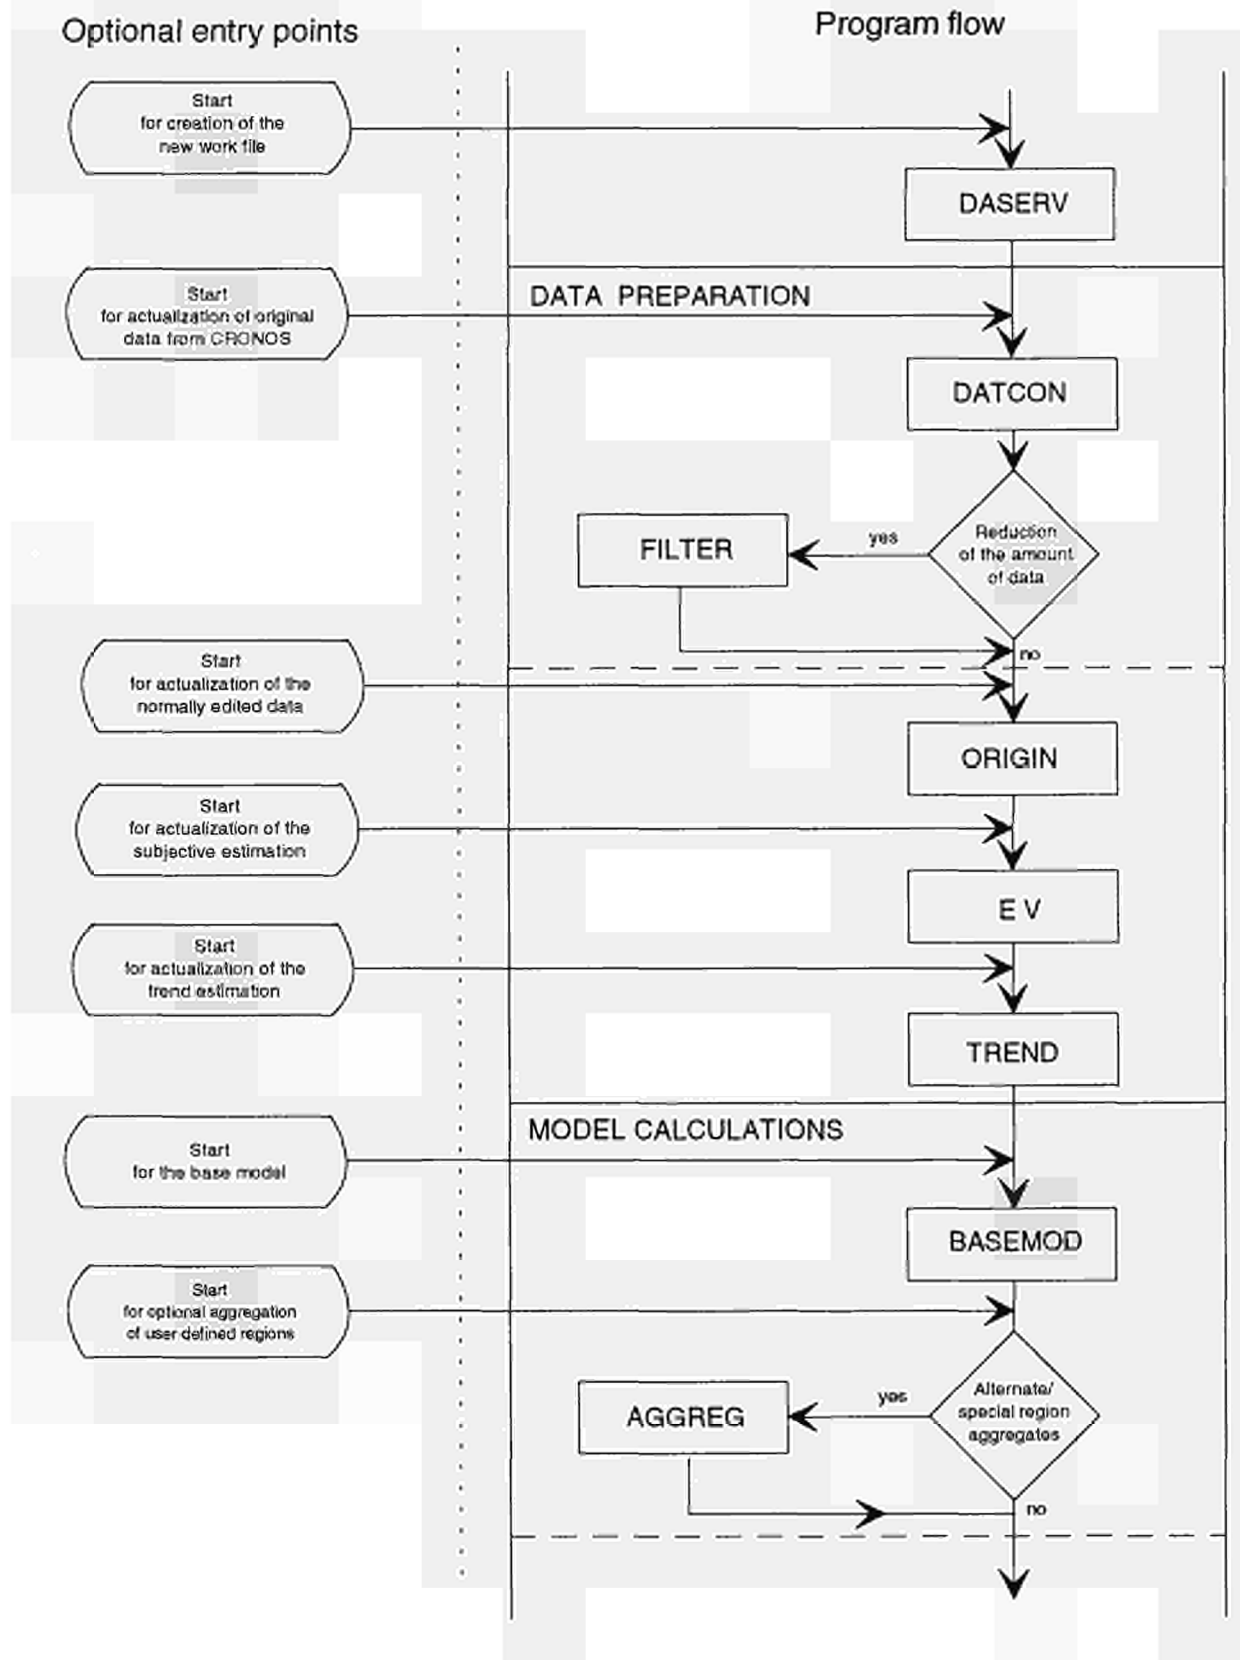 Optional entry points
Program flow
Start
for creation of the
new work file
DASERV
DATA PREPARATION
Start
for actualization of original
data from CRONOS
DATCON
Reduction
of the amount
of data
yes
FILTER
no
Start
for actualization of the
normally edited data
ORIGIN
Start
for actualization of the
subjective estimation
E V
Start
for actualization of the
trend estimation
TREND
MODEL CALCULATIONS
Start
for the base model
BASEMOD
Start
for optional aggregation
of user defined regions
Alternate/
special region
aggregates
yes
AGGREG
no